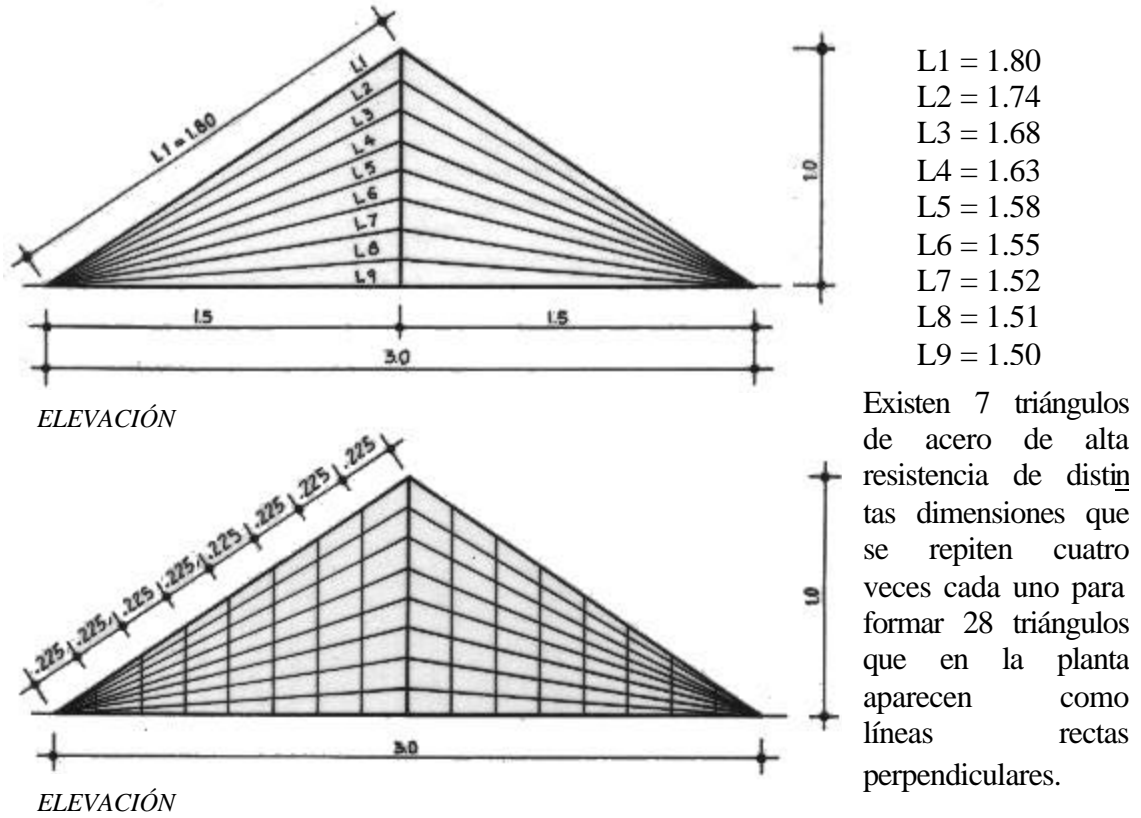 L1 = 1.80
L1
L2
L3
L4
L5
L6
L7
L8
L9
1.0
1.5
1.5
3.0
ELEVACIÓN
L1 = 1.80
L2 = 1.74
L3 = 1.68
L4 = 1.63
L5 = 1.58
L6 = 1.55
L7 = 1.52
L8 = 1.51
L9 = 1.50
Existen 7 triángulos
de acero de alta
resistencia de distin
tas dimensiones que
se repiten cuatro
veces cada uno para
formar 28 triángulos
que en la planta
aparecen como
líneas rectas
perpendiculares.
.225 .225 .225 .225 .225 .225 .225 .225
1.0
3.0
ELEVACIÓN